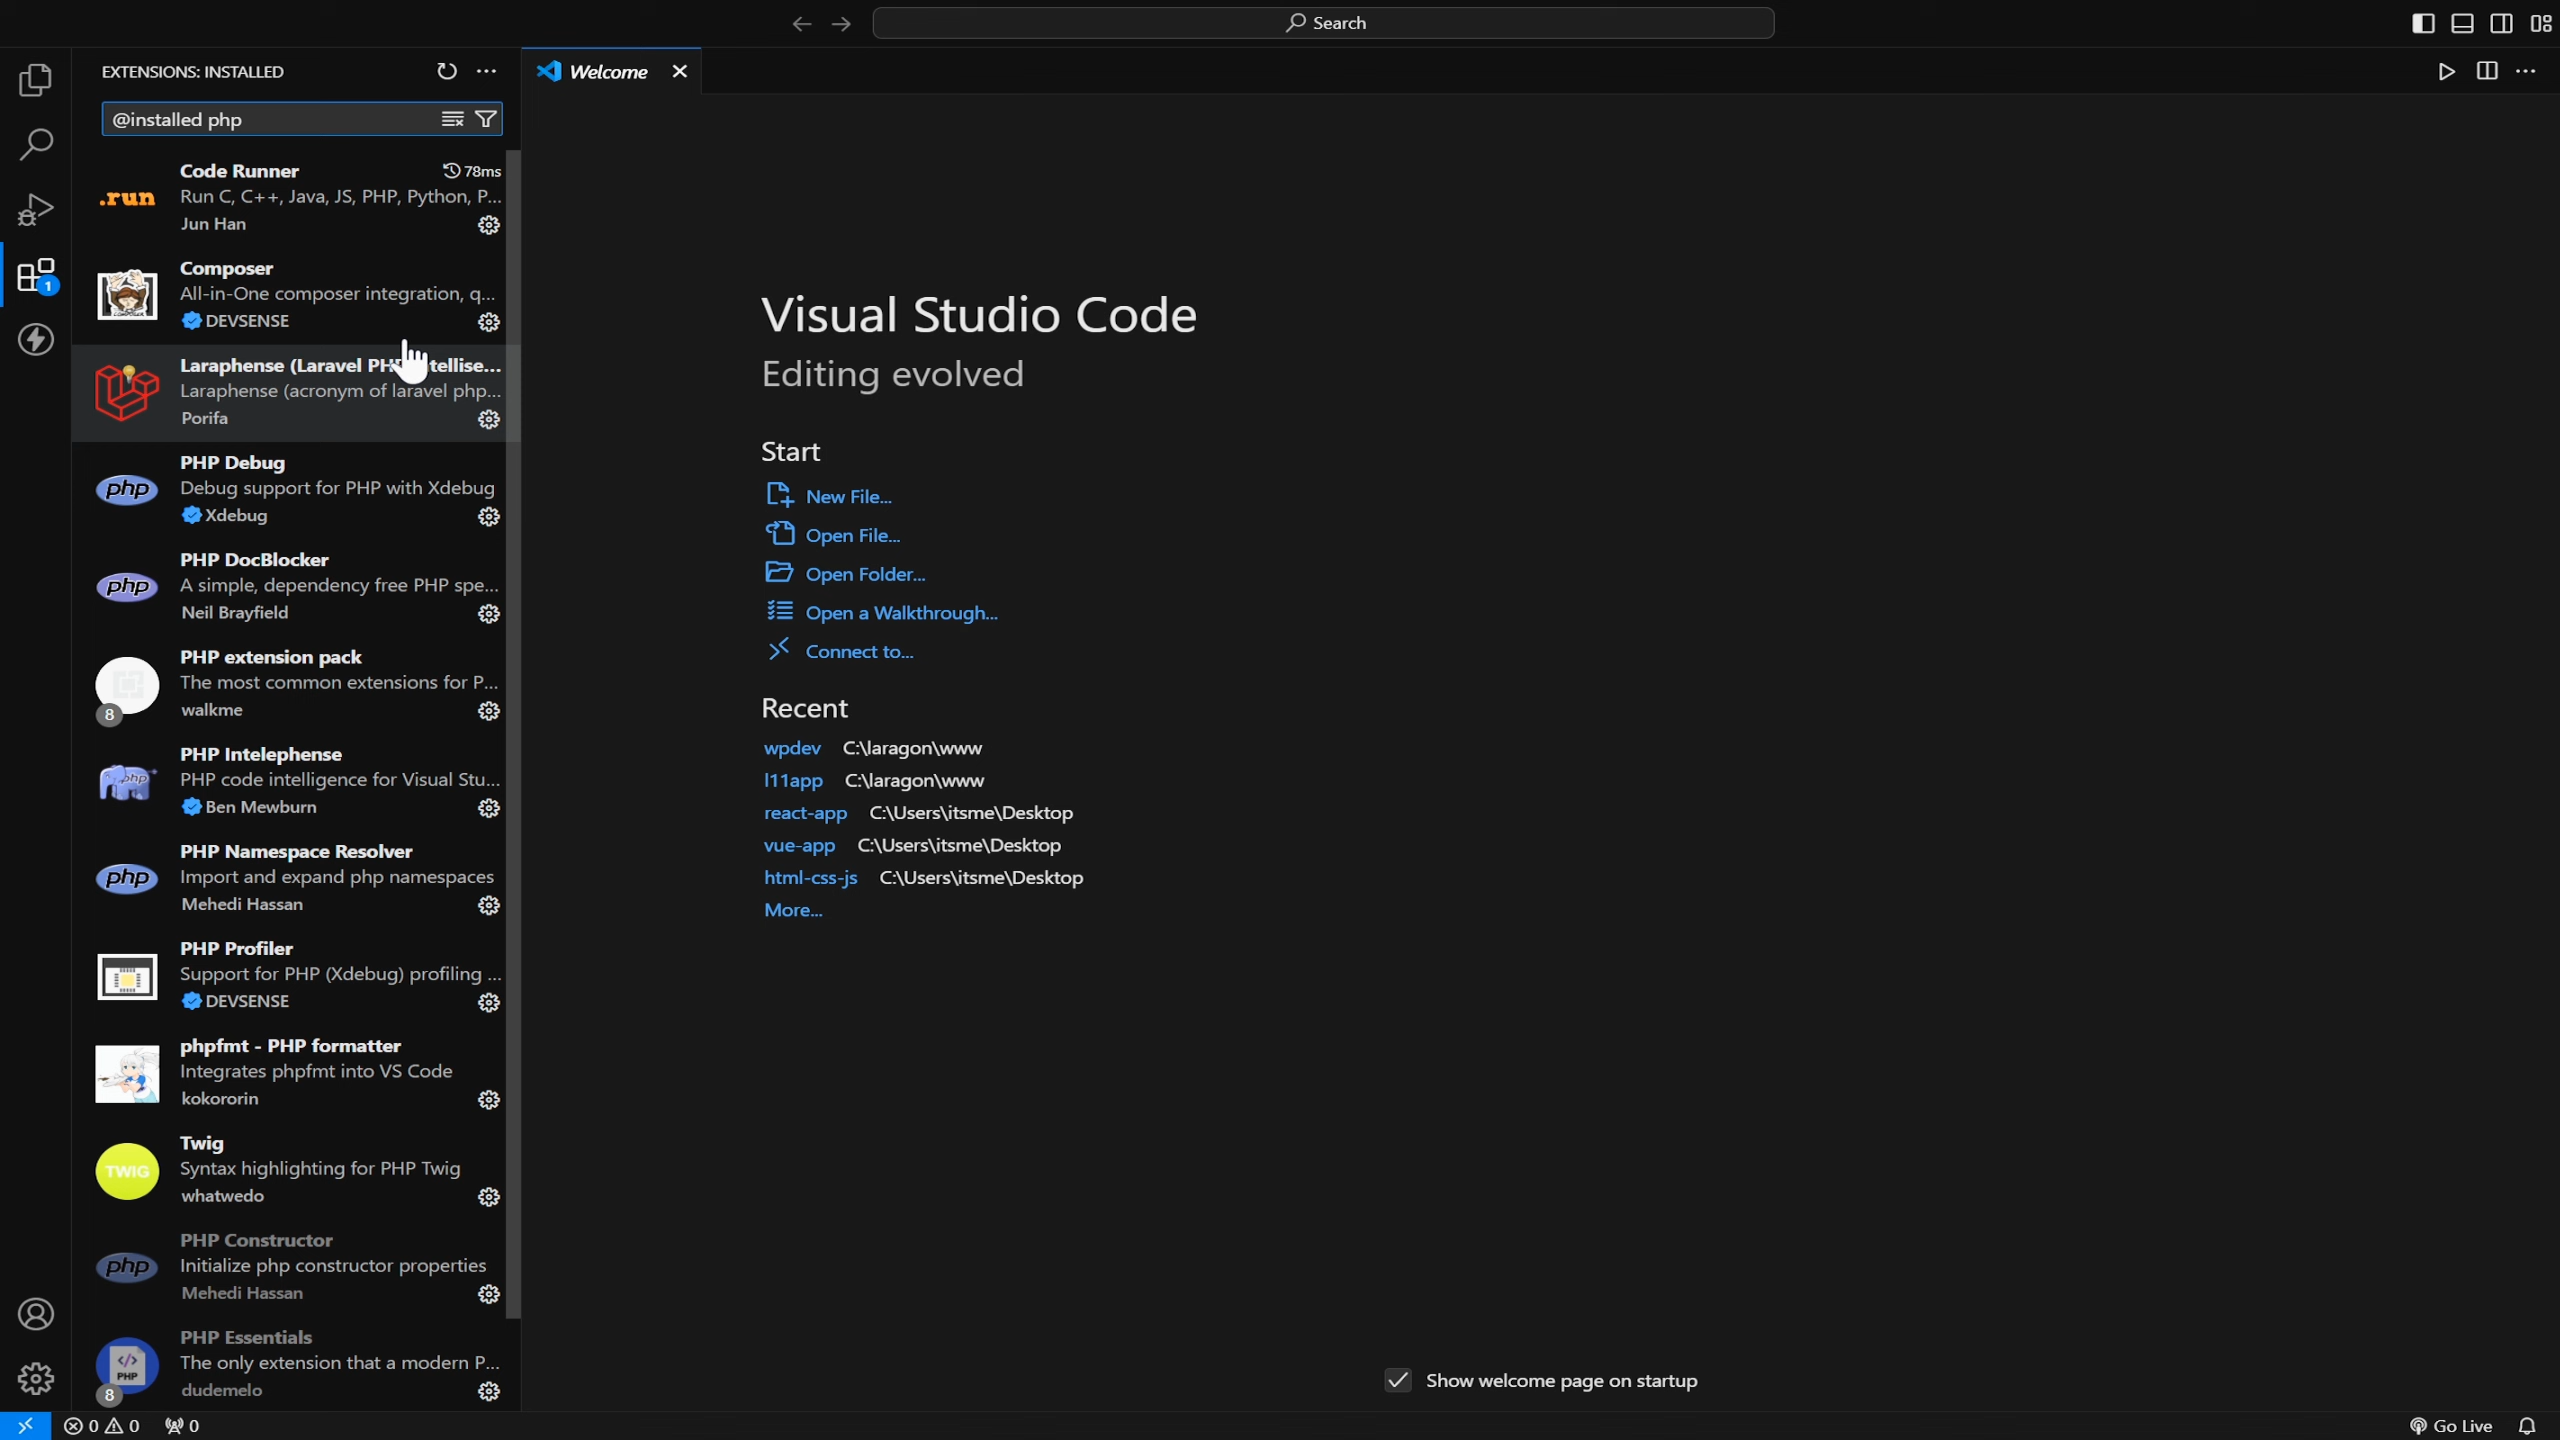 Search
EXTENSIONS: INSTALLED
Welcome
@installed php
Code Runner
78ms
Run C, C++, Java, JS, PHP, Python, P...
Jun Han
.run
Composer
All-in-One composer integration, q...
DEVSENSE
1
Laraphense (Laravel PH tellise...
Laraphense (acronym of laravel php...
Porifa
PHP Debug
Debug support for PHP with Xdebug
Xdebug
php
PHP DocBlocker
A simple, dependency free PHP spe...
Neil Brayfield
php
PHP extension pack
The most common extensions for P...
walkme
8
PHP Intelephense
PHP code intelligence for Visual Stu...
Ben Mewburn
php
PHP Namespace Resolver
Import and expand php namespaces
Mehedi Hassan
php
PHP Profiler
Support for PHP (Xdebug) profiling ...
DEVSENSE
phpfmt - PHP formatter
Integrates phpfmt into VS Code
kokororin
Twig
Syntax highlighting for PHP Twig
whatwedo
TWIG
PHP Constructor
Initialize php constructor properties
Mehedi Hassan
php
PHP Essentials
The only extension that a modern P...
dudemelo
</> PHP
8
Visual Studio Code
Editing evolved
Start
New File...
Open File...
Open Folder...
Open a Walkthrough...
Connect to...
Recent
wpdev C:\laragon\www
l11app C:\laragon\www
react-app C:\Users\itsme\Desktop
vue-app C:\Users\itsme\Desktop
html-css-js C:\Users\itsme\Desktop
More...
Show welcome page on startup
0 0 0
Go Live